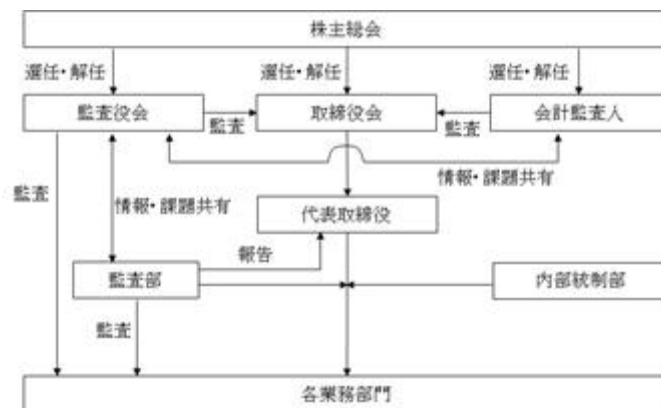 株主総会
選任・解任
選任・解任
選任・解任
監査役会
取締役会
会計監査人
監査
監査
監査
情報・課題共有
情報・課題共有
代表取締役
報告
監査部
内部統制部
監査
各業務部門